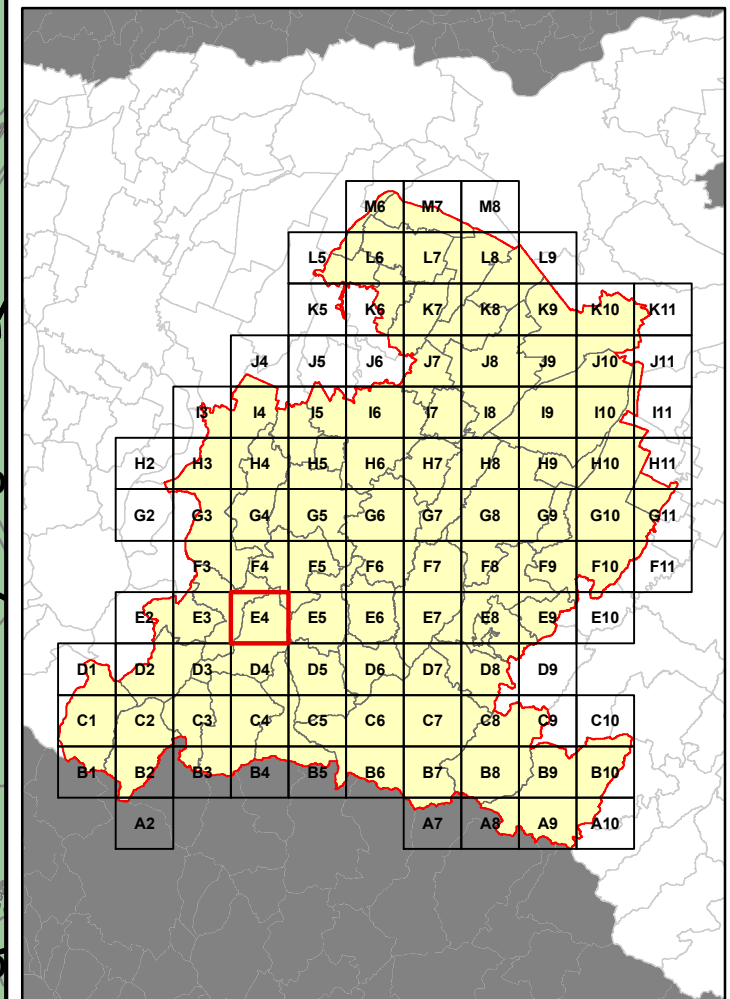 M6 M7 M8
L5 L6 L7 L8 L9
K5 K6 K7 K8 K9 K10 K11
J4 J5 J6 J7 J8 J9 J10 J11
I3 I4 I5 I6 I7 I8 I9 I10 I11
H2 H3 H4 H5 H6 H7 H8 H9 H10 H11
G2 G3 G4 G5 G6 G7 G8 G9 G10 G11
F3 F4 F5 F6 F7 F8 F9 F10 F11
E2 E3 E4 E5 E6 E7 E8 E9 E10
D1 D2 D3 D4 D5 D6 D7 D8 D9
C1 C2 C3 C4 C5 C6 C7 C8 C9 C10
B1 B2 B3 B4 B5 B6 B7 B8 B9 B10
A2 A7 A8 A9 A10